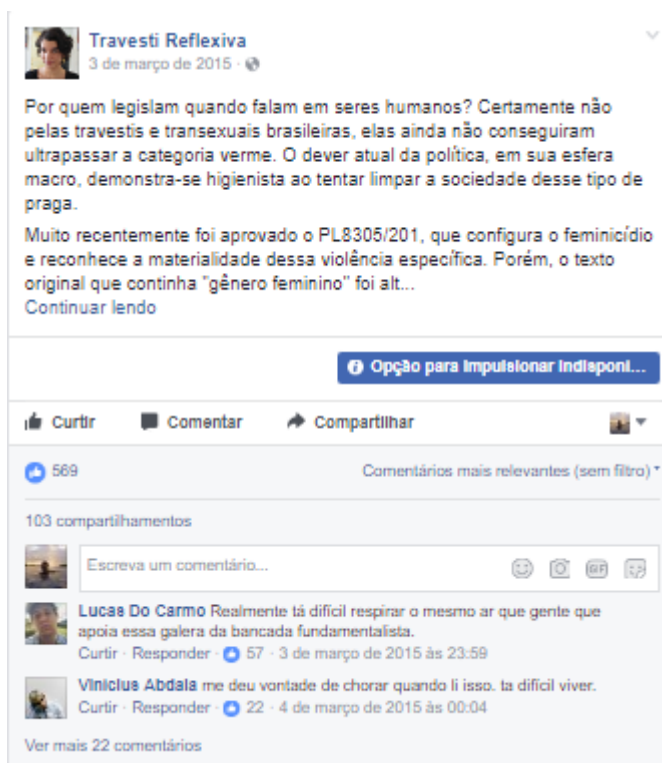 Travesti Reflexiva
3 de março de 2015 ·
Por quem legislam quando falam em seres humanos? Certamente não
pelas travestis e transexuais brasileiras, elas ainda não conseguiram
ultrapassar a categoria verme. O dever atual da política, em sua esfera
macro, demonstra-se higienista ao tentar limpar a sociedade desse tipo de
praga.
Muito recentemente foi aprovado o PL8305/201, que configura o feminicídio
e reconhece a materialidade dessa violência específica. Porém, o texto
original que continha "gênero feminino" foi alt...
Continuar lendo
Opção para impulsionar indisponí...
Curtir Comentar Compartilhar
569 Comentários mais relevantes (sem filtro)
103 compartilhamentos
Escreva um comentário... GIF
Lucas Do Carmo Realmente tá difícil respirar o mesmo ar que gente que
apoia essa galera da bancada fundamentalista.
Curtir · Responder · 57 · 3 de março de 2015 às 23:59
Vinicius Abdala me deu vontade de chorar quando li isso. ta difícil viver.
Curtir · Responder · 22 · 4 de março de 2015 às 00:04
Ver mais 22 comentários